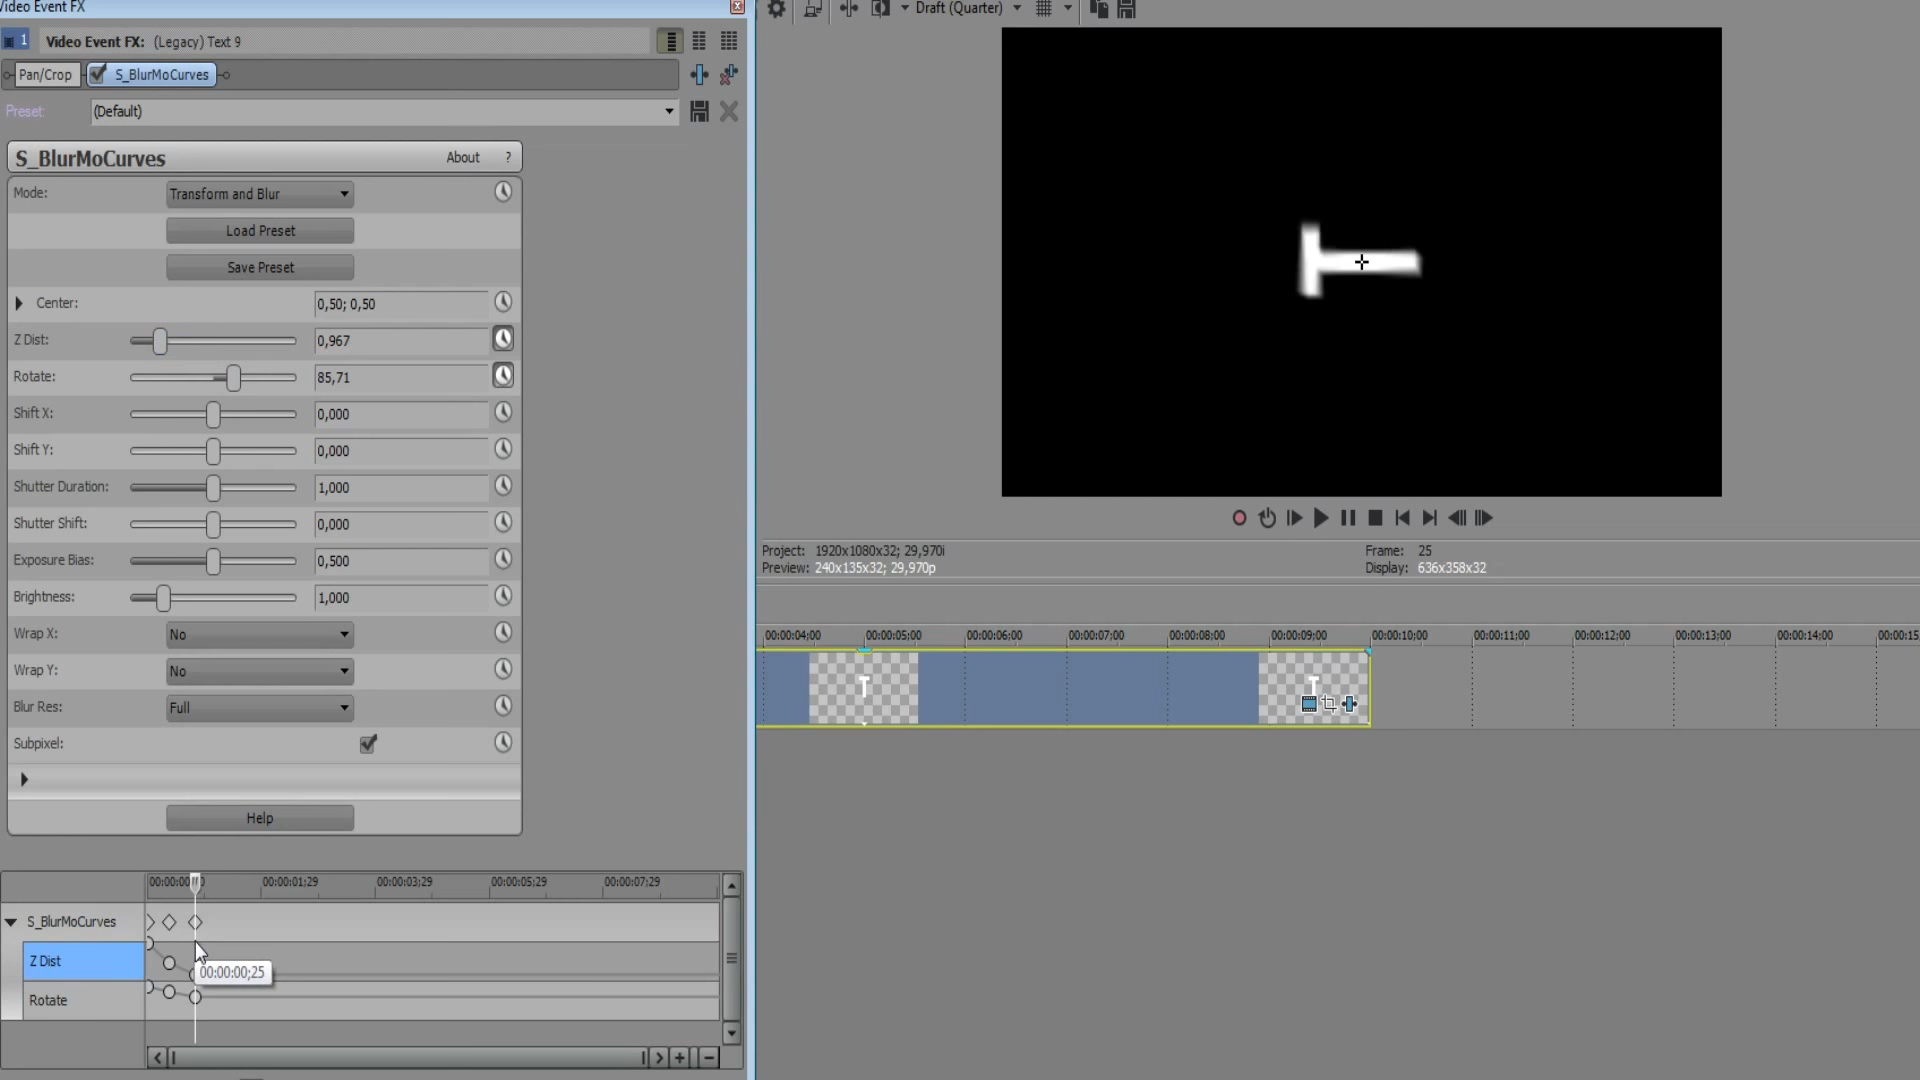 Video Event FX
1
Video Event FX: (Legacy) Text 9
Pan/Crop
S_BlurMoCurves
Preset:
(Default)
S_BlurMoCurves
About
?
Mode:
Transform and Blur
Load Preset
Save Preset
Center:
0,50; 0,50
Z Dist:
0,967
Rotate:
85,71
Shift X:
0,000
Shift Y:
0,000
Shutter Duration:
1,000
Shutter Shift:
0,000
Exposure Bias:
0,500
Brightness:
1,000
Wrap X:
No
Wrap Y:
No
Blur Res:
Full
Subpixel:
Help
00:00:01;29
00:00:03;29
00:00:05;29
00:00:07;29
S_BlurMoCurves
Z Dist
00:00:00;25
Rotate
Draft (Quarter)
T
Project: 1920x1080x32; 29,970i
Frame: 25
Preview: 240x135x32; 29,970p
Display: 636x358x32
00:00:04;00
00:00:05;00
00:00:06;00
00:00:07;00
00:00:08;00
00:00:09;00
00:00:10;00
00:00:11;00
00:00:12;00
00:00:13;00
00:00:14;00
00:00:15
T
T